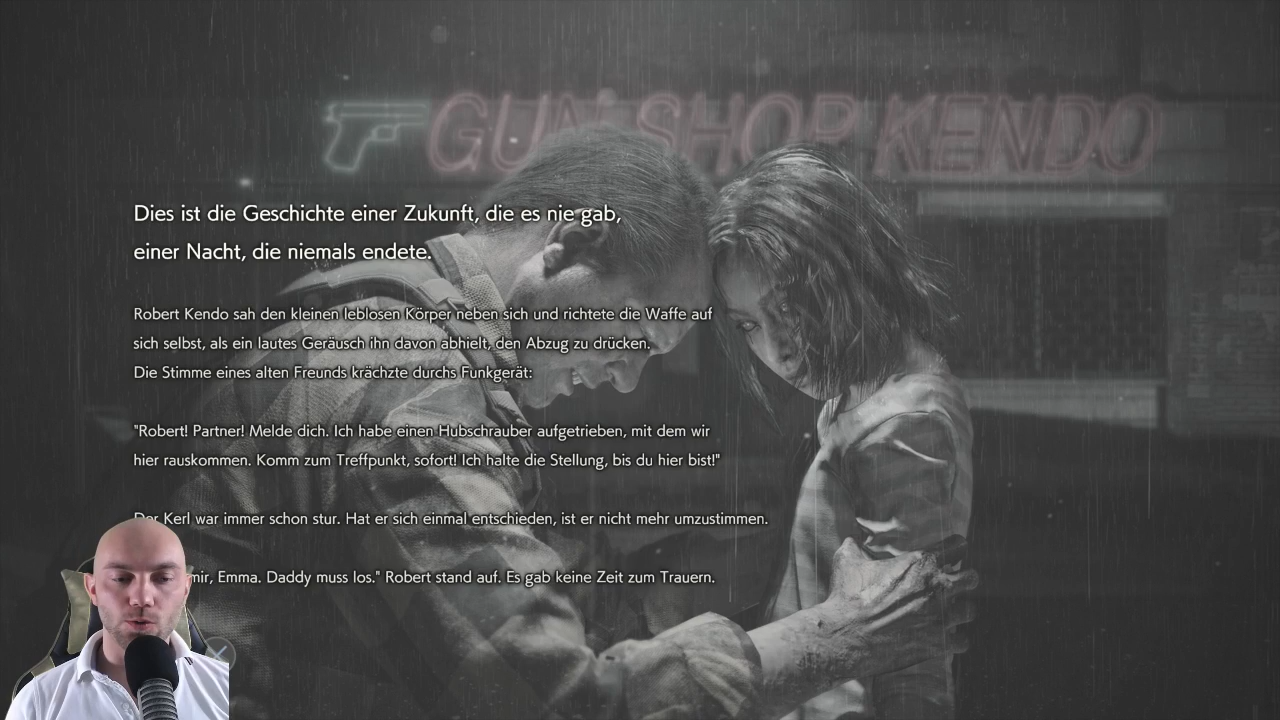 GUN SHOP KENDO
Dies ist die Geschichte einer Zukunft, die es nie gab,
einer Nacht, die niemals endete.
Robert Kendo sah den kleinen leblosen Körper neben sich und richtete die Waffe auf
sich selbst, als ein lautes Geräusch ihn davon abhielt, den Abzug zu drücken.
Die Stimme eines alten Freunds krächzte durchs Funkgerät:
"Robert! Partner! Melde dich. Ich habe einen Hubschrauber aufgetrieben, mit dem wir
hier rauskommen. Komm zum Treffpunkt, sofort! Ich halte die Stellung, bis du hier bist!"
Der Kerl war immer schon stur. Hat er sich einmal entschieden, ist er nicht mehr umzustimmen.
mir, Emma. Daddy muss los." Robert stand auf. Es gab keine Zeit zum Trauern.